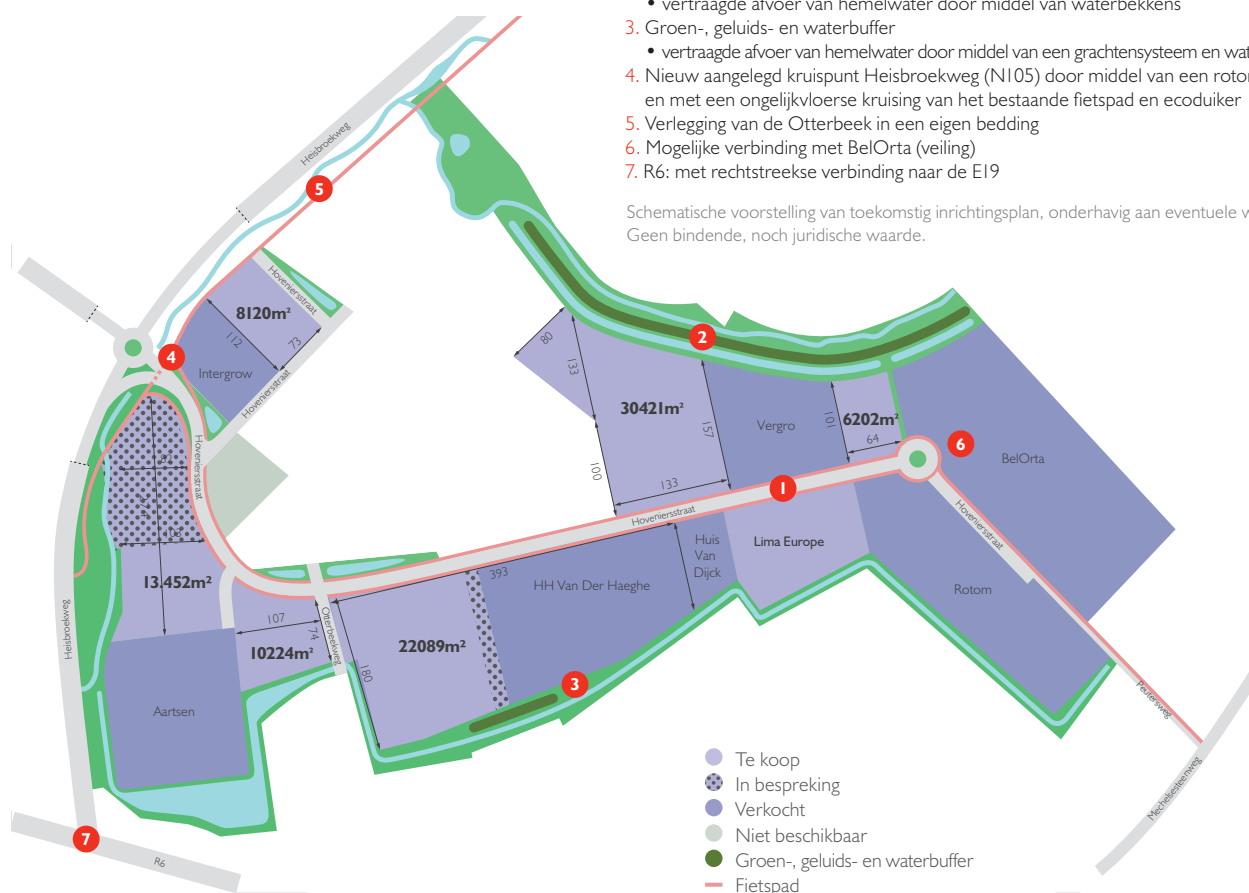 • vertraagde afvoer van hemelwater door middel van waterbekkens
3. Groen-, geluids- en waterbuffer
• vertraagde afvoer van hemelwater door middel van een grachtensysteem en wat
4. Nieuw aangelegd kruispunt Heisbroekweg (N105) door middel van een roton
en met een ongelijkvloerse kruising van het bestaande fietspad en ecoduiker
5. Verlegging van de Otterbeek in een eigen bedding
6. Mogelijke verbinding met BelOrta (veiling)
7. R6: met rechtstreekse verbinding naar de E19
Schematische voorstelling van toekomstig inrichtingsplan, onderhavig aan eventuele w
Geen bindende, noch juridische waarde.
Heisbroekweg
5
Hoveniersstraat
8120m²
112
73
Intergrow
Hoveniersstraat
4
2
80
133
30421m²
100
157
133
Vergro
101
6202m²
64
6
BelOrta
1
Hoveniersstraat
Hoveniersstraat
Hoveniersstraat
103
13.452m²
Heisbroekweg
107
74
10224m²
Otterbeekweg
Aartsen
393
180
22089m²
HH Van Der Haeghe
Huis
Van
Dijck
Lima Europe
Rotom
3
Peutersweg
Mechelsesteenweg
7
R6
Te koop
In bespreking
Verkocht
Niet beschikbaar
Groen-, geluids- en waterbuffer
Fietspad